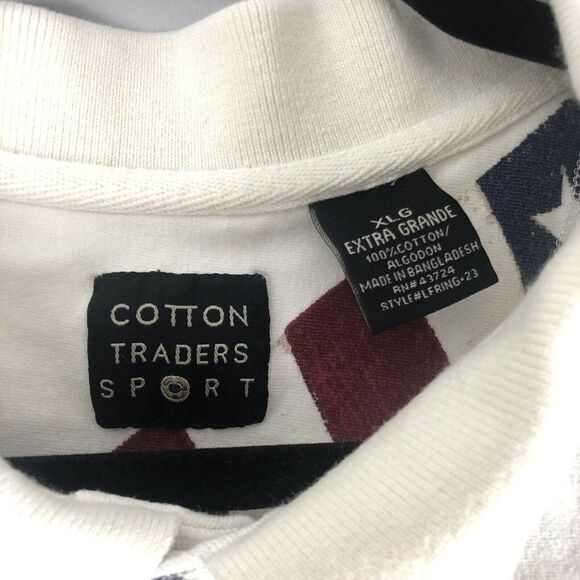 COTTON
TRADERS
SPORT
XLG
EXTRA GRANDE
100% COTTON/
ALGODON
MADE IN BANGLADESH
RN# 43724
STYLE#LFRING-23